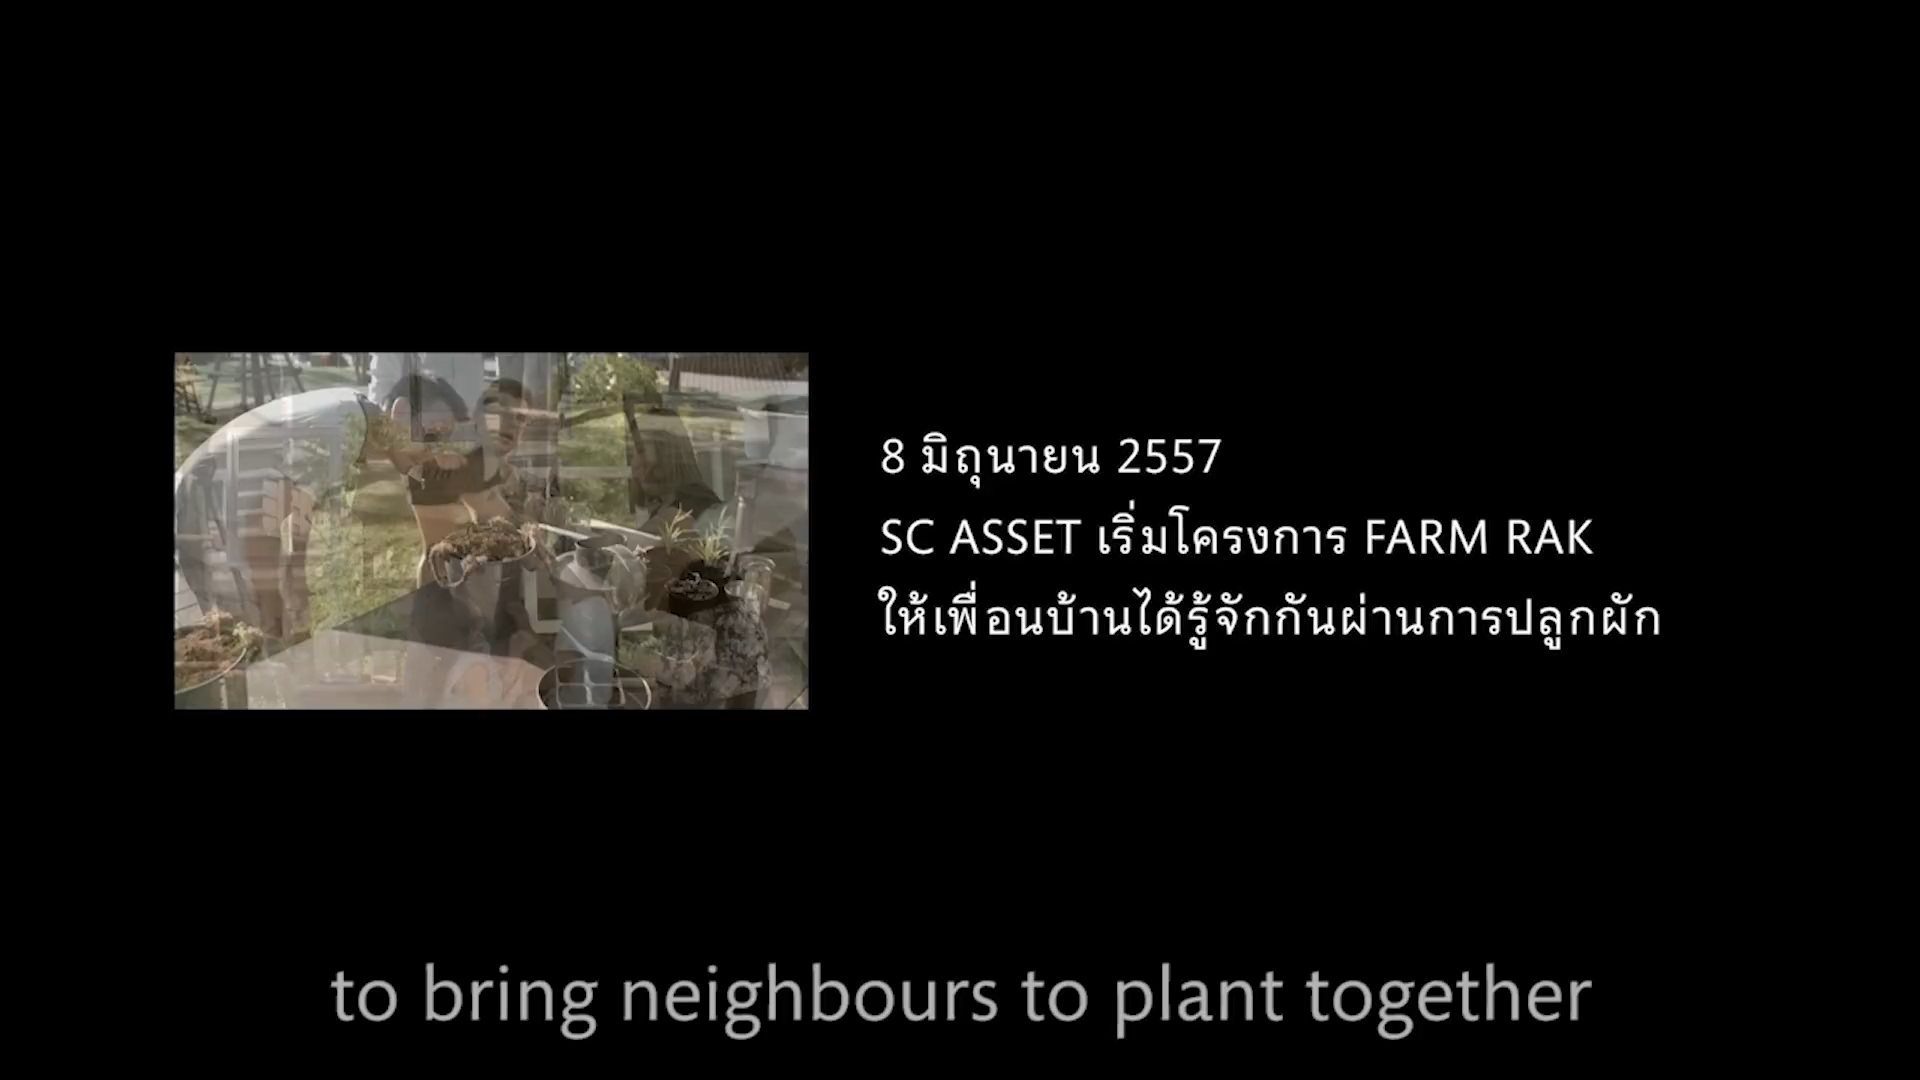 8 มิถุนายน 2557
SC ASSET เริ่มโครงการ FARM RAK
ให้เพื่อนบ้านได้รู้จักกันผ่านการปลูกผัก
to bring neighbours to plant together